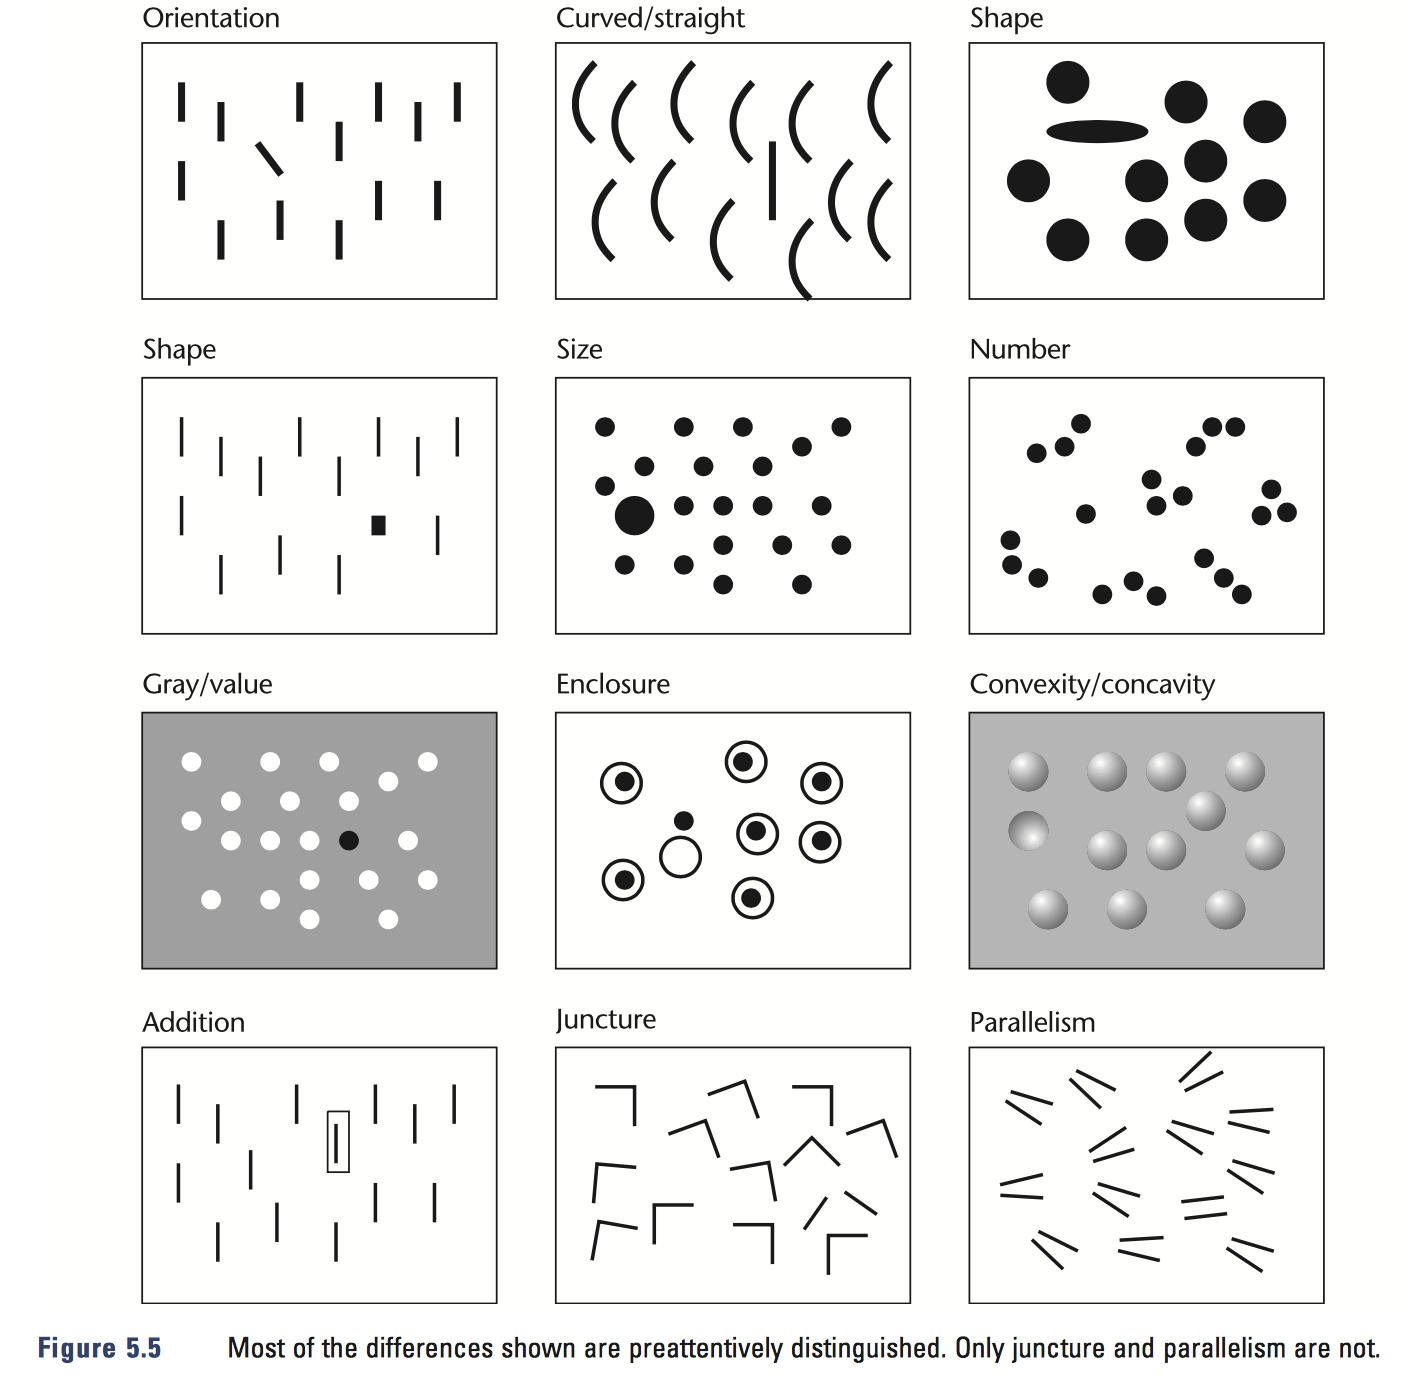 Orientation
Curved/straight
Shape
Shape
Size
Number
Gray/value
Enclosure
Convexity/concavity
Addition
Juncture
Parallelism
Figure 5.5 Most of the differences shown are preattentively distinguished. Only juncture and parallelism are not.